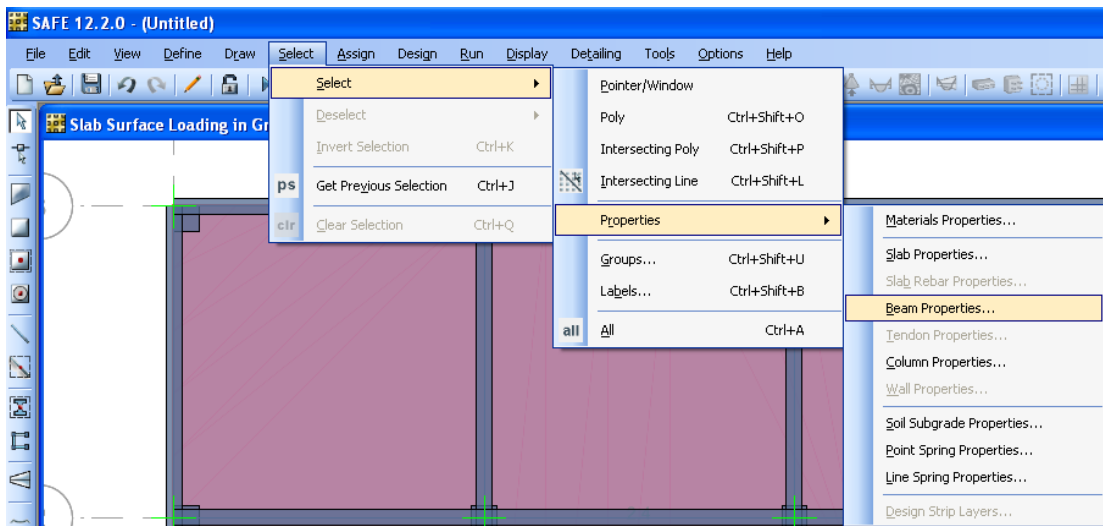 SAFE 12.2.0 - (Untitled)
File Edit View Define Draw Select Assign Design Run Display Detailing Tools Options Help
Slab Surface Loading in Gr
Select
Deselect
Invert Selection Ctrl+K
ps Get Previous Selection Ctrl+J
clr Clear Selection Ctrl+Q
Pointer/Window
Poly Ctrl+Shift+O
Intersecting Poly Ctrl+Shift+P
Intersecting Line Ctrl+Shift+L
Properties
Groups... Ctrl+Shift+U
Labels... Ctrl+Shift+B
all All Ctrl+A
Materials Properties...
Slab Properties...
Slab Rebar Properties...
Beam Properties...
Tendon Properties...
Column Properties...
Wall Properties...
Soil Subgrade Properties...
Point Spring Properties...
Line Spring Properties...
Design Strip Layers...